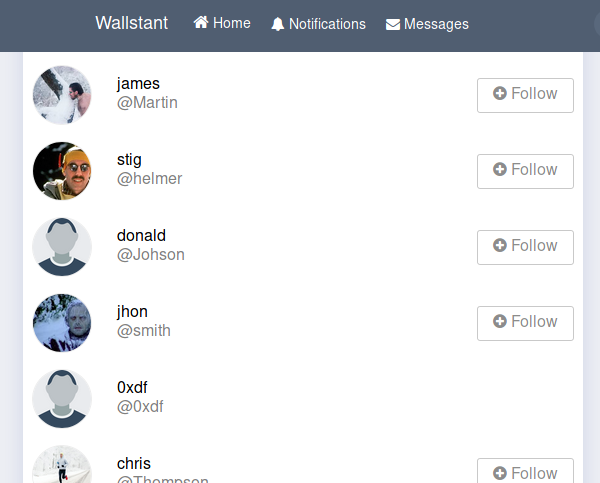 Wallstant Home Notifications Messages
james
@Martin
Follow
stig
@helmer
Follow
donald
@Johson
Follow
jhon
@smith
Follow
0xdf
@0xdf
chris
@Thompson
Follow